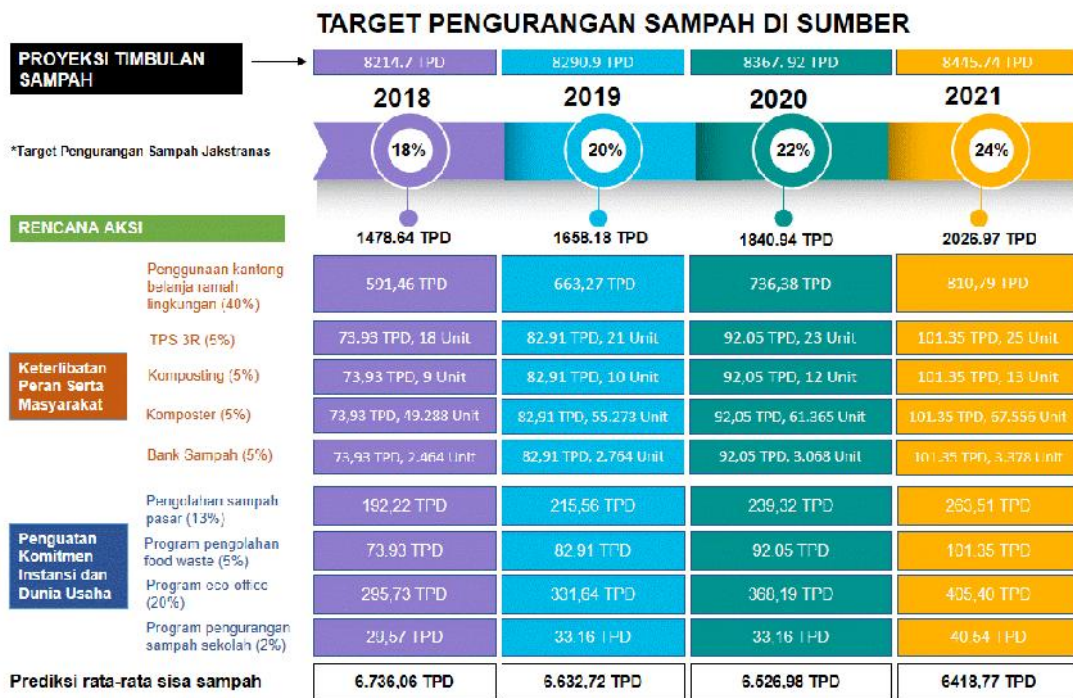 TARGET PENGURANGAN SAMPAH DI SUMBER
PROYEKSI TIMBULAN
SAMPAH
8214.7 TPD
8290.9 TPD
8367.92 TPD
8445.74 TPD
2018
2019
2020
2021
*Target Pengurangan Sampah Jakstranas
18%
20%
22%
24%
RENCANA AKSI
1478.64 TPD
1658.18 TPD
1840.94 TPD
2026.97 TPD
Penggunaan kantong
belanja ramah
lingkungan (40%)
591,46 TPD
663,27 TPD
736,38 TPD
810,79 TPD
Keterlibatan
Peran Serta
Masyarakat
TPS 3R (5%)
73.93 TPD, 18 Unit
82.91 TPD, 21 Unit
92.05 TPD, 23 Unit
101.35 TPD, 25 Unit
Komposting (5%)
73,93 TPD, 9 Unit
82,91 TPD, 10 Unit
92,05 TPD, 12 Unit
101.35 TPD, 13 Unit
Komposter (5%)
73,93 TPD, 49.288 Unit
82,91 TPD, 55.273 Unit
92,05 TPD, 61.365 Unit
101.35 TPD, 67.566 Unit
Bank Sampah (5%)
73,93 TPD, 2.464 Unit
82,91 TPD, 2.764 Unit
92,05 TPD, 3.068 Unit
101.35 TPD, 3.378 Unit
Penguatan
Komitmen
Instansi dan
Dunia Usaha
Pengolahan sampah
pasar (13%)
192,22 TPD
215,56 TPD
239,32 TPD
263,51 TPD
Program pengolahan
food waste (5%)
73.93 TPD
82.91 TPD
92.05 TPD
101.35 TPD
Program eco office
(20%)
295,73 TPD
331,64 TPD
368,19 TPD
405,40 TPD
Program pengurangan
sampah sekolah (2%)
29,57 TPD
33.16 TPD
33,16 TPD
40.54 TPD
Prediksi rata-rata sisa sampah
6.736,06 TPD
6.632,72 TPD
6.526,98 TPD
6418.77 TPD